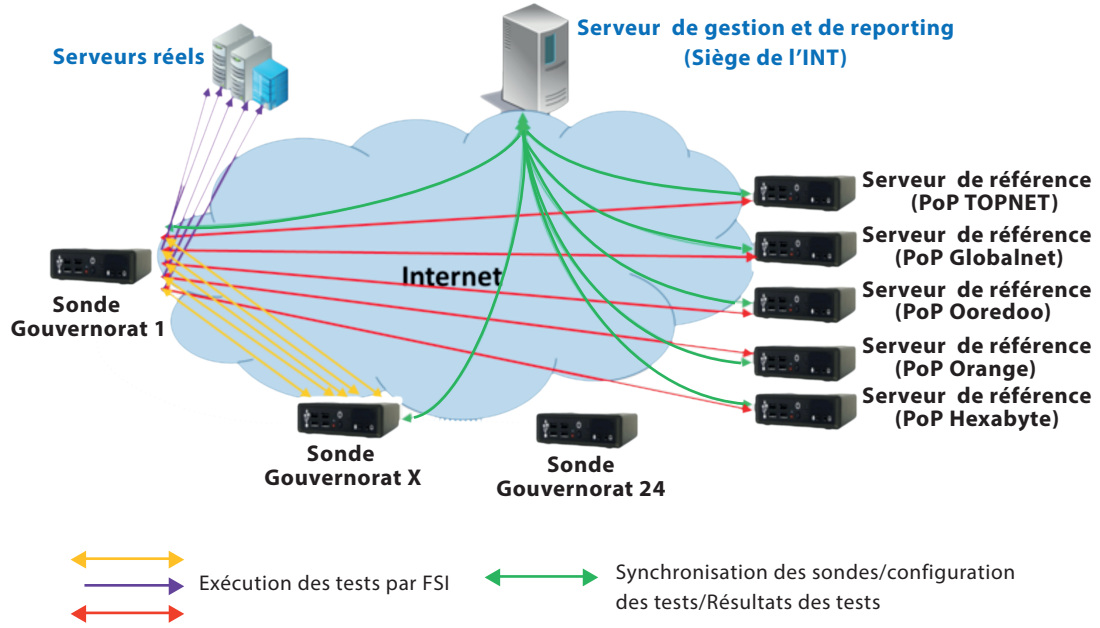 Serveurs réels
Serveur de gestion et de reporting
(Siège de l'INT)
Serveur de référence
(PoP TOPNET)
Serveur de référence
(PoP Globalnet)
Internet
Sonde
Gouvernorat 1
Serveur de référence
(PoP Ooredoo)
Serveur de référence
(PoP Orange)
Serveur de référence
(PoP Hexabyte)
Sonde
Gouvernorat X
Sonde
Gouvernorat 24
Exécution des tests par FSI
Synchronisation des sondes/configuration
des tests/Résultats des tests